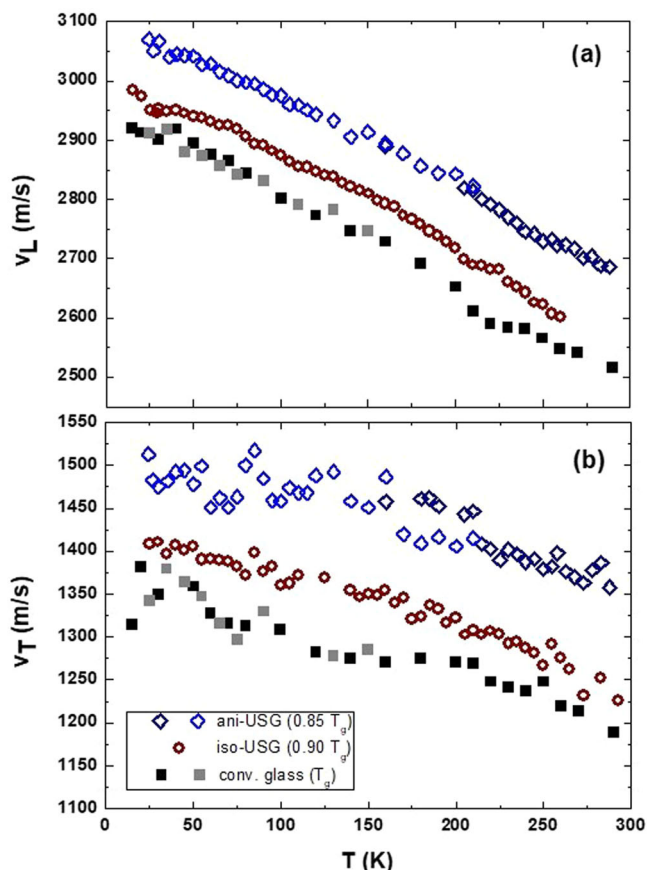 3100
(a)
3000
2900
2800
2700
2600
2500
v_L (m/s)
1550
(b)
1500
1450
1400
1350
1300
1250
1200
1150
1100
v_T (m/s)
ani-USG (0.85 T_g)
iso-USG (0.90 T_g)
conv. glass (T_g)
0 50 100 150 200 250 300
T (K)